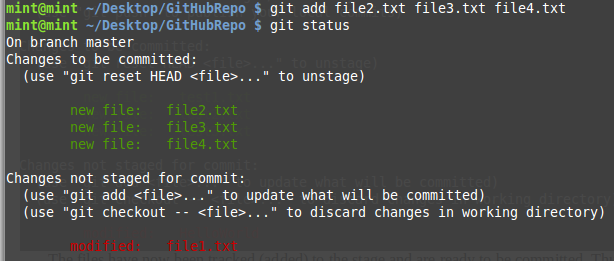 mint@mint ~/Desktop/GitHubRepo $ git add file2.txt file3.txt file4.txt
mint@mint ~/Desktop/GitHubRepo $ git status
On branch master
Changes to be committed:
  (use "git reset HEAD <file>..." to unstage)
        new file:   file2.txt
        new file:   file3.txt
        new file:   file4.txt
Changes not staged for commit:
  (use "git add <file>..." to update what will be committed)
  (use "git checkout -- <file>..." to discard changes in working directory)
        modified:   file1.txt